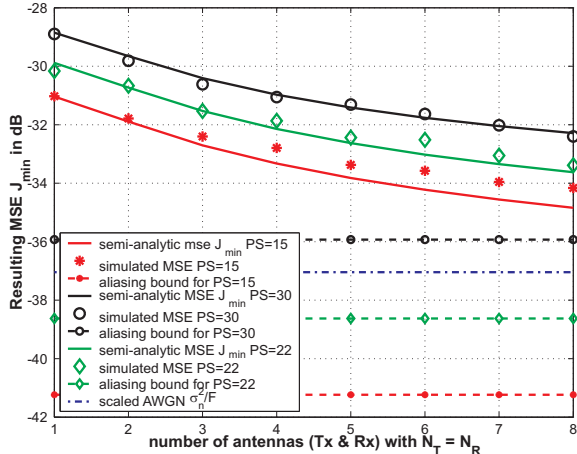 Resulting MSE J_min in dB
-28
-30
-32
-34
-36
-38
-40
-42
semi-analytic mse J_min PS=15
simulated MSE PS=15
aliasing bound for PS=15
semi-analytic MSE J_min PS=30
simulated MSE PS=30
aliasing bound for PS=30
semi-analytic MSE J_min PS=22
simulated MSE PS=22
aliasing bound for PS=22
scaled AWGN σ_n^2/F
1 2 3 4 5 6 7 8
number of antennas (Tx & Rx) with N_T = N_R